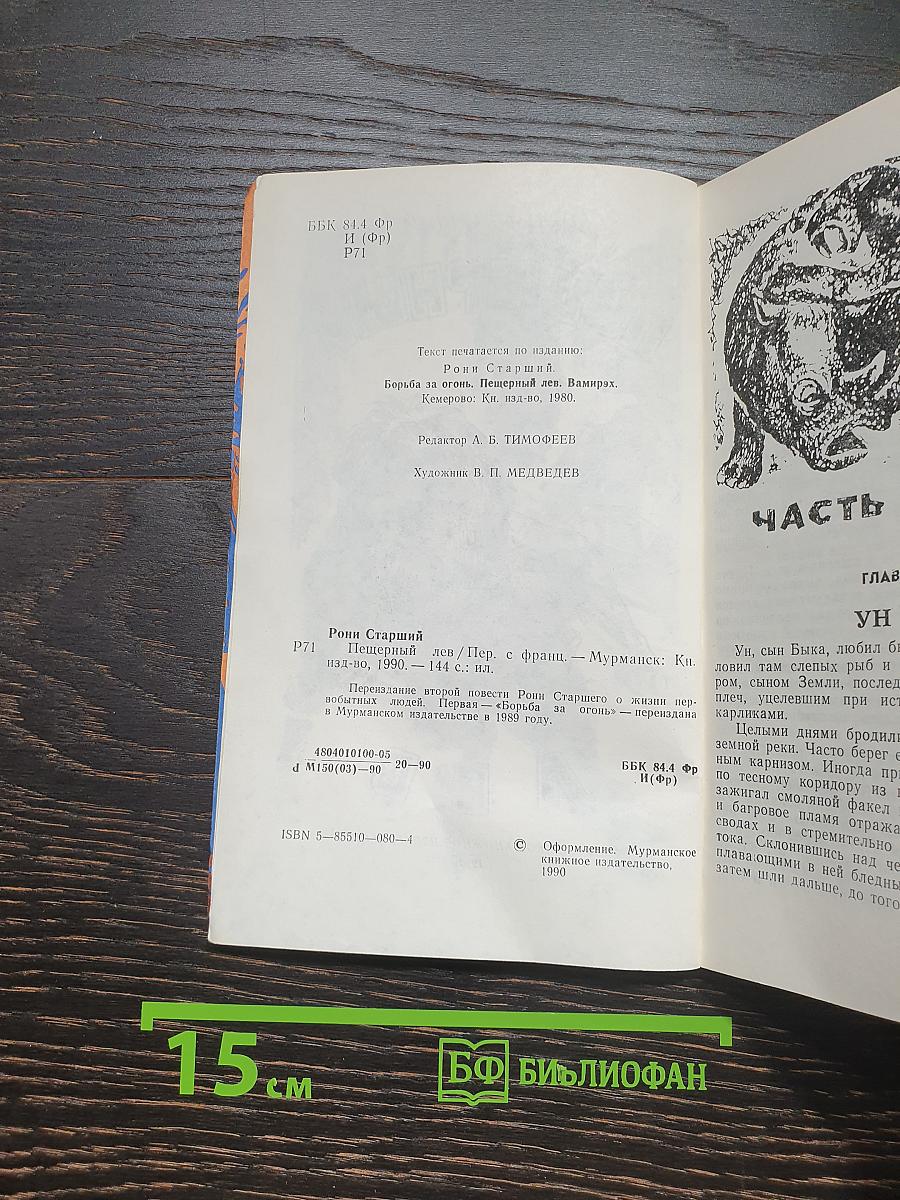 ББК 84.4 Фр
И (Фр)
Р71
Текст печатается по изданию:
Рони Старший.
Борьба за огонь. Пещерный лев. Вамирэх.
Кемерово: Кн. изд-во, 1980.
Редактор А. Б. ТИМОФЕЕВ
Художник В. П. МЕДВЕДЕВ
Рони Старший
Р71 Пещерный лев / Пер. с франц. — Мурманск: Кн.
изд-во, 1990. — 144 с.: ил.
Переиздание второй повести Рони Старшего о жизни пер-
вобытных людей. Первая — «Борьба за огонь» — переиздана
в Мурманском издательстве в 1989 году.
4804010100-05
М150(03)—90
20—90
ББК 84.4 Фр
И(Фр)
ISBN 5—85510—080—4
© Оформление. Мурманское
книжное издательство,
1990
ЧАСТЬ
ГЛАВ
УН
Ун, сын Быка, любил
ловил там слепых рыб и
ром, сыном Земли, послед
плеч, уцелевшим при ист
карликами.
Целыми днями бродили
земной реки. Часто берег
ным карнизом. Иногда
по тесному коридору из
зажигал смоляной факел
и багровое пламя отража
сводах и в стремительно
тока. Склонившись над че
плавающими в ней бледны
затем шли дальше, до того
15 см
БФ БИБЛИОФАН